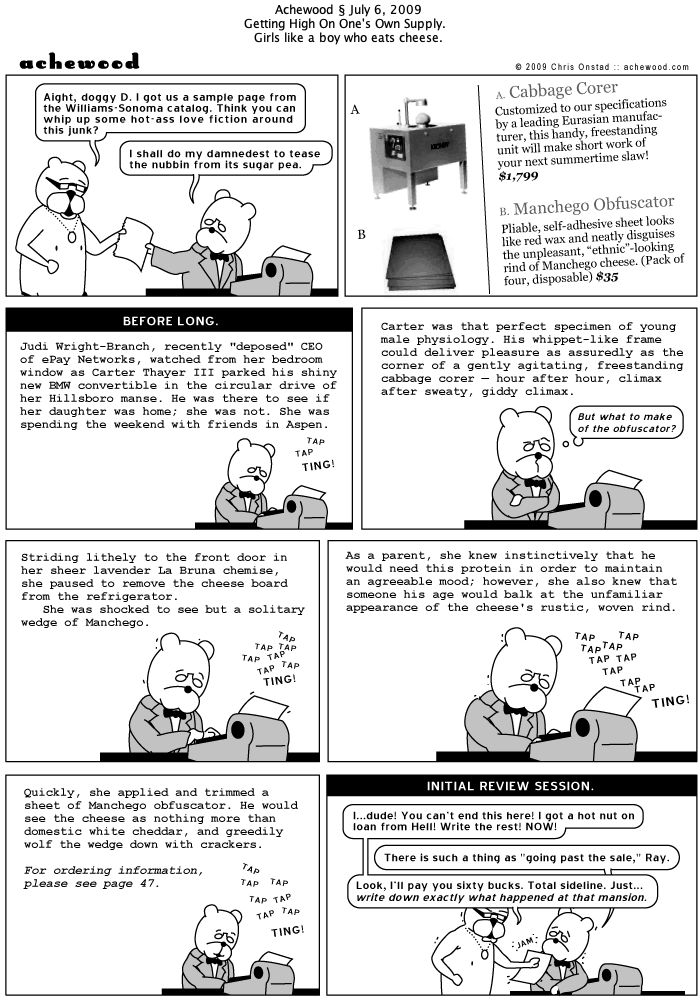 Achewood § July 6, 2009
Getting High On One's Own Supply.
Girls like a boy who eats cheese.
achewood
© 2009 Chris Onstad :: achewood.com
Aight, doggy D. I got us a sample page from
the Williams-Sonoma catalog. Think you can
whip up some hot-ass love fiction around
this junk?
I shall do my damnedest to tease
the nubbin from its sugar pea.
A
A. Cabbage Corer
Customized to our specifications
by a leading Eurasian manufac-
turer, this handy, freestanding
unit will make short work of
your next summertime slaw!
$1,799
B
B. Manchego Obfuscator
Pliable, self-adhesive sheet looks
like red wax and neatly disguises
the unpleasant, "ethnic"-looking
rind of Manchego cheese. (Pack of
four, disposable) $35
BEFORE LONG.
Judi Wright-Branch, recently "deposed" CEO
of ePay Networks, watched from her bedroom
window as Carter Thayer III parked his shiny
new BMW convertible in the circular drive of
her Hillsboro manse. He was there to see if
her daughter was home; she was not. She was
spending the weekend with friends in Aspen.
TAP
TAP
TING!
Carter was that perfect specimen of young
male physiology. His whippet-like frame
could deliver pleasure as assuredly as the
corner of a gently agitating, freestanding
cabbage corer — hour after hour, climax
after sweaty, giddy climax.
But what to make
of the obfuscator?
Striding lithely to the front door in
her sheer lavender La Bruna chemise,
she paused to remove the cheese board
from the refrigerator.
She was shocked to see but a solitary
wedge of Manchego.
TAP
TAP TAP
TAP TAP
TAP TAP
TING!
As a parent, she knew instinctively that he
would need this protein in order to maintain
an agreeable mood; however, she also knew that
someone his age would balk at the unfamiliar
appearance of the cheese's rustic, woven rind.
TAP TAP
TAP TAP
TAP TAP
TAP
TAP
TAP
TING!
Quickly, she applied and trimmed a
sheet of Manchego obfuscator. He would
see the cheese as nothing more than
domestic white cheddar, and greedily
wolf the wedge down with crackers.
For ordering information,
please see page 47.
TAP
TAP TAP
TAP TAP
TAP TAP
TING!
INITIAL REVIEW SESSION.
I...dude! You can't end this here! I got a hot nut on
loan from Hell! Write the rest! NOW!
There is such a thing as "going past the sale," Ray.
Look, I'll pay you sixty bucks. Total sideline. Just...
write down exactly what happened at that mansion.
JAM